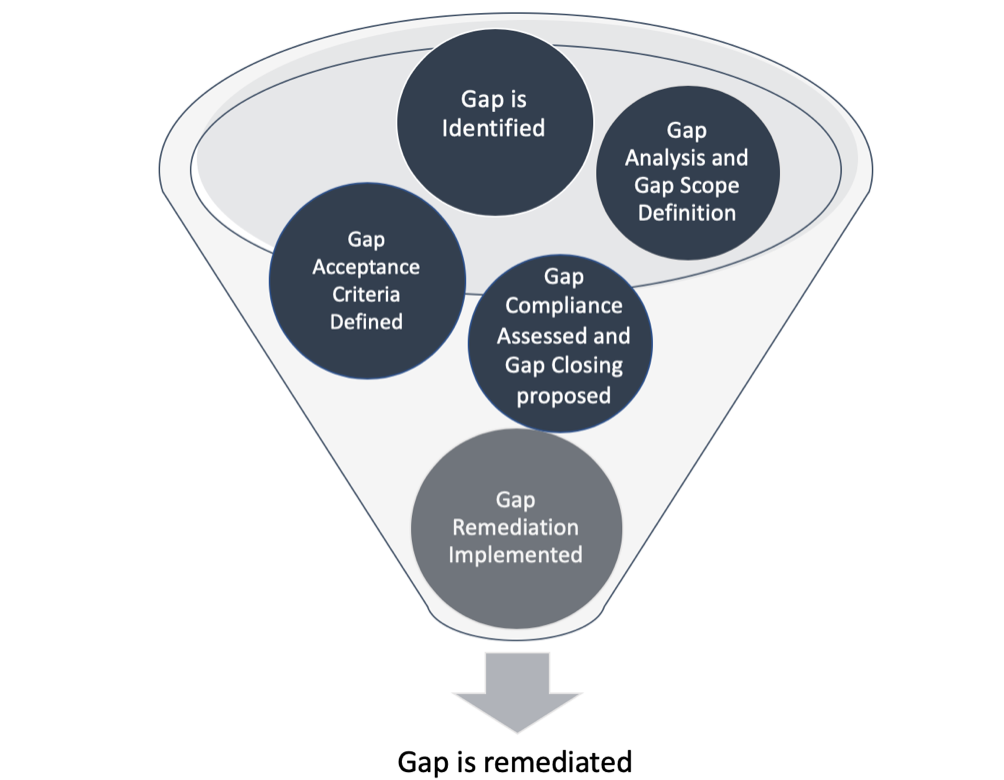 Gap is
Identified
Gap
Analysis and
Gap Scope
Definition
Gap
Acceptance
Criteria
Defined
Gap
Compliance
Assessed and
Gap Closing
proposed
Gap
Remediation
Implemented
Gap is remediated